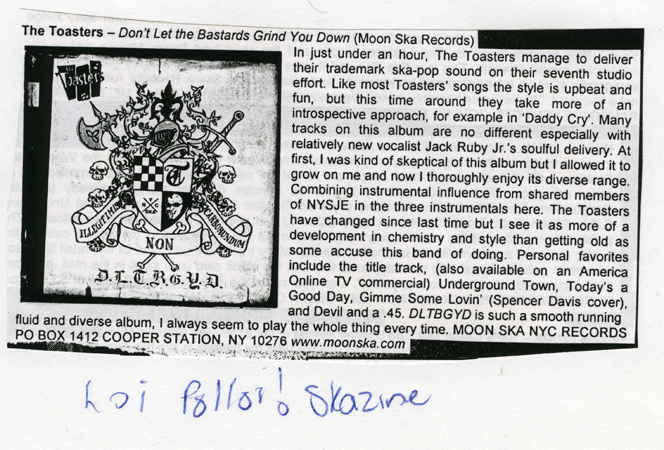 The Toasters – Don't Let the Bastards Grind You Down (Moon Ska Records)
In just under an hour, The Toasters manage to deliver
their trademark ska-pop sound on their seventh studio
effort. Like most Toasters' songs the style is upbeat and
fun, but this time around they take more of an
introspective approach, for example in 'Daddy Cry'. Many
tracks on this album are no different especially with
relatively new vocalist Jack Ruby Jr.'s soulful delivery. At
first, I was kind of skeptical of this album but I allowed it to
grow on me and now I thoroughly enjoy its diverse range.
Combining instrumental influence from shared members
of NYSJE in the three instrumentals here. The Toasters
have changed since last time but I see it as more of a
development in chemistry and style than getting old as
some accuse this band of doing. Personal favorites
include the title track, (also available on an America
Online TV commercial) Underground Town, Today's a
Good Day, Gimme Some Lovin' (Spencer Davis cover),
and Devil and a .45. DLTBGYD is such a smooth running
fluid and diverse album, I always seem to play the whole thing every time. MOON SKA NYC RECORDS
PO BOX 1412 COOPER STATION, NY 10276 www.moonska.com
the Toasters
T
ILLEGITIMIS
NON
CARBORUNDUM
D.L.T.B.G.Y.D.
hoi Polloi! Skazine